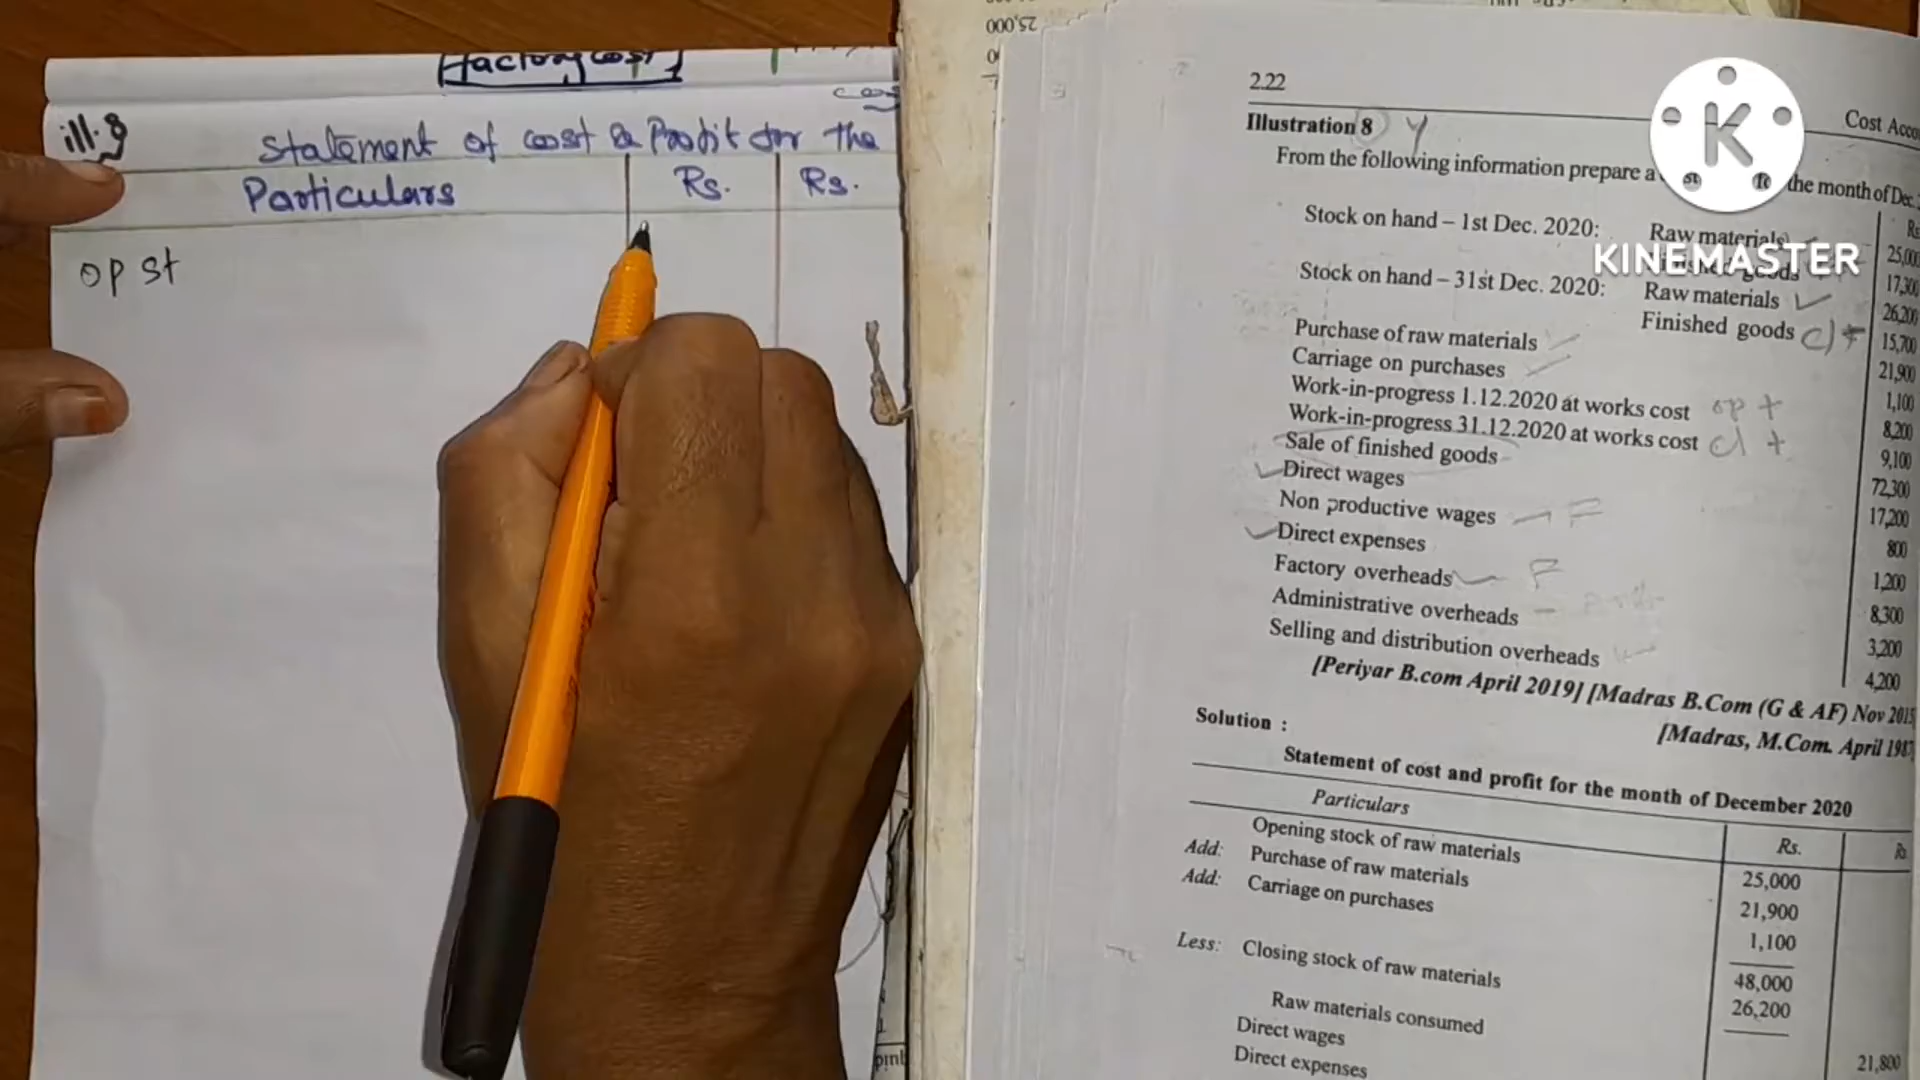 Factory cost
cos
ill.8
Statement of cost & Profit for the
Particulars Rs. Rs.
op st
25,000
2.22
Cost Acco
Illustration 8 Y
From the following information prepare a the month of Dec.
Rs
Stock on hand – 1st Dec. 2020: Raw materials 25,000
goods 17,300
Stock on hand – 31st Dec. 2020: Raw materials 26,200
Finished goods cl + 15,700
Purchase of raw materials 21,900
Carriage on purchases 1,100
Work-in-progress 1.12.2020 at works cost op + 8,200
Work-in-progress 31.12.2020 at works cost cl + 9,100
Sale of finished goods 72,300
Direct wages 17,200
Non productive wages F 800
Direct expenses 1,200
Factory overheads F 8,300
Administrative overheads 3,200
Selling and distribution overheads 4,200
[Periyar B.com April 2019] [Madras B.Com (G & AF) Nov 2015
[Madras, M.Com. April 198
Solution :
Statement of cost and profit for the month of December 2020
Particulars Rs. Rs
Opening stock of raw materials 25,000
Add: Purchase of raw materials 21,900
Add: Carriage on purchases 1,100
48,000
Less: Closing stock of raw materials 26,200
Raw materials consumed 21,800
Direct wages
Direct expenses
K
KINEMASTER